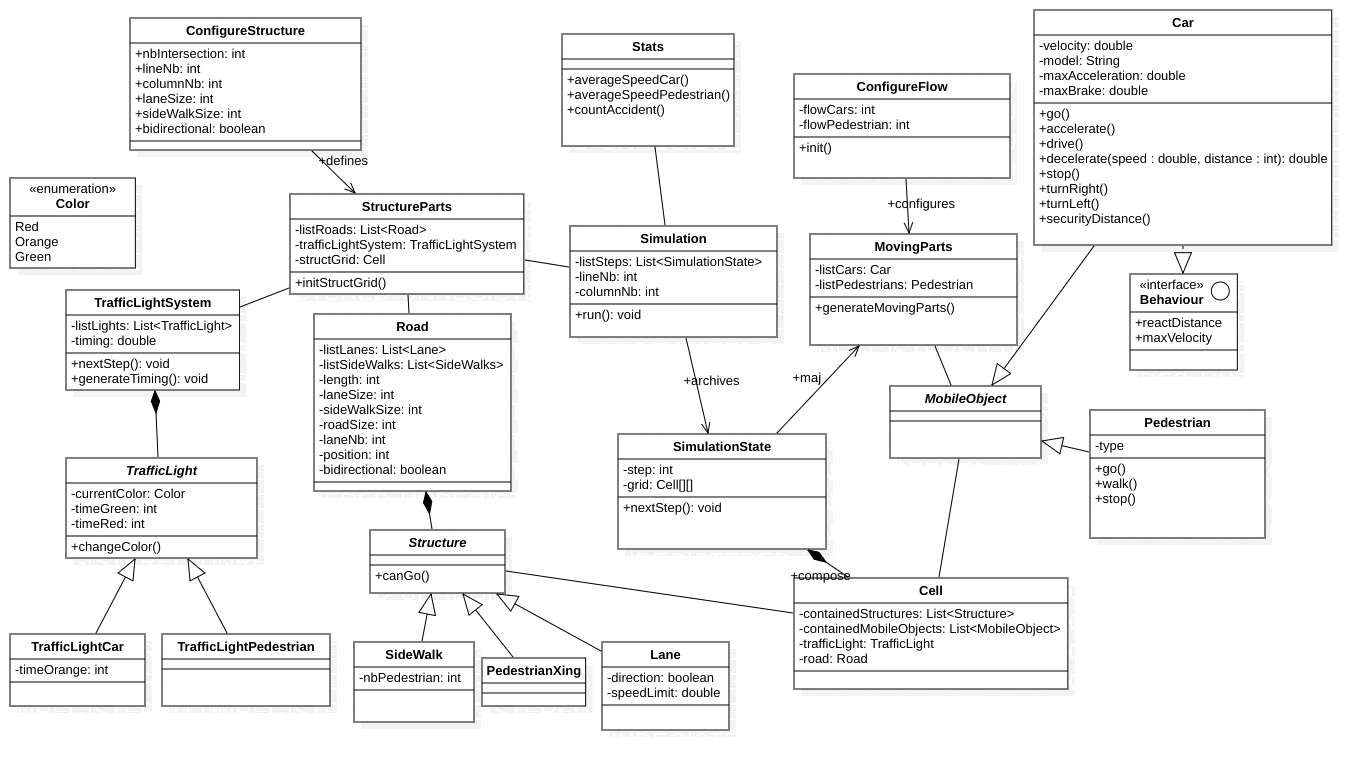 ConfigureStructure
+nbIntersection: int
+lineNb: int
+columnNb: int
+laneSize: int
+sideWalkSize: int
+bidirectional: boolean
+defines
«enumeration»
Color
Red
Orange
Green
StructureParts
-listRoads: List<Road>
-trafficLightSystem: TrafficLightSystem
-structGrid: Cell
+initStructGrid()
Stats
+averageSpeedCar()
+averageSpeedPedestrian()
+countAccident()
ConfigureFlow
-flowCars: int
-flowPedestrian: int
+init()
+configures
Car
-velocity: double
-model: String
-maxAcceleration: double
-maxBrake: double
+go()
+accelerate()
+drive()
+decelerate(speed : double, distance : int): double
+stop()
+turnRight()
+turnLeft()
+securityDistance()
Simulation
-listSteps: List<SimulationState>
-lineNb: int
-columnNb: int
+run(): void
MovingParts
-listCars: Car
-listPedestrians: Pedestrian
+generateMovingParts()
«interface»
Behaviour
+reactDistance
+maxVelocity
TrafficLightSystem
-listLights: List<TrafficLight>
-timing: double
+nextStep(): void
+generateTiming(): void
Road
-listLanes: List<Lane>
-listSideWalks: List<SideWalks>
-length: int
-laneSize: int
-sideWalkSize: int
-roadSize: int
-laneNb: int
-position: int
-bidirectional: boolean
+archives
+maj
MobileObject
Pedestrian
-type
+go()
+walk()
+stop()
TrafficLight
-currentColor: Color
-timeGreen: int
-timeRed: int
+changeColor()
SimulationState
-step: int
-grid: Cell[][]
+nextStep(): void
Structure
+canGo()
+compose
Cell
-containedStructures: List<Structure>
-containedMobileObjects: List<MobileObject>
-trafficLight: TrafficLight
-road: Road
TrafficLightCar
-timeOrange: int
TrafficLightPedestrian
SideWalk
-nbPedestrian: int
PedestrianXing
Lane
-direction: boolean
-speedLimit: double